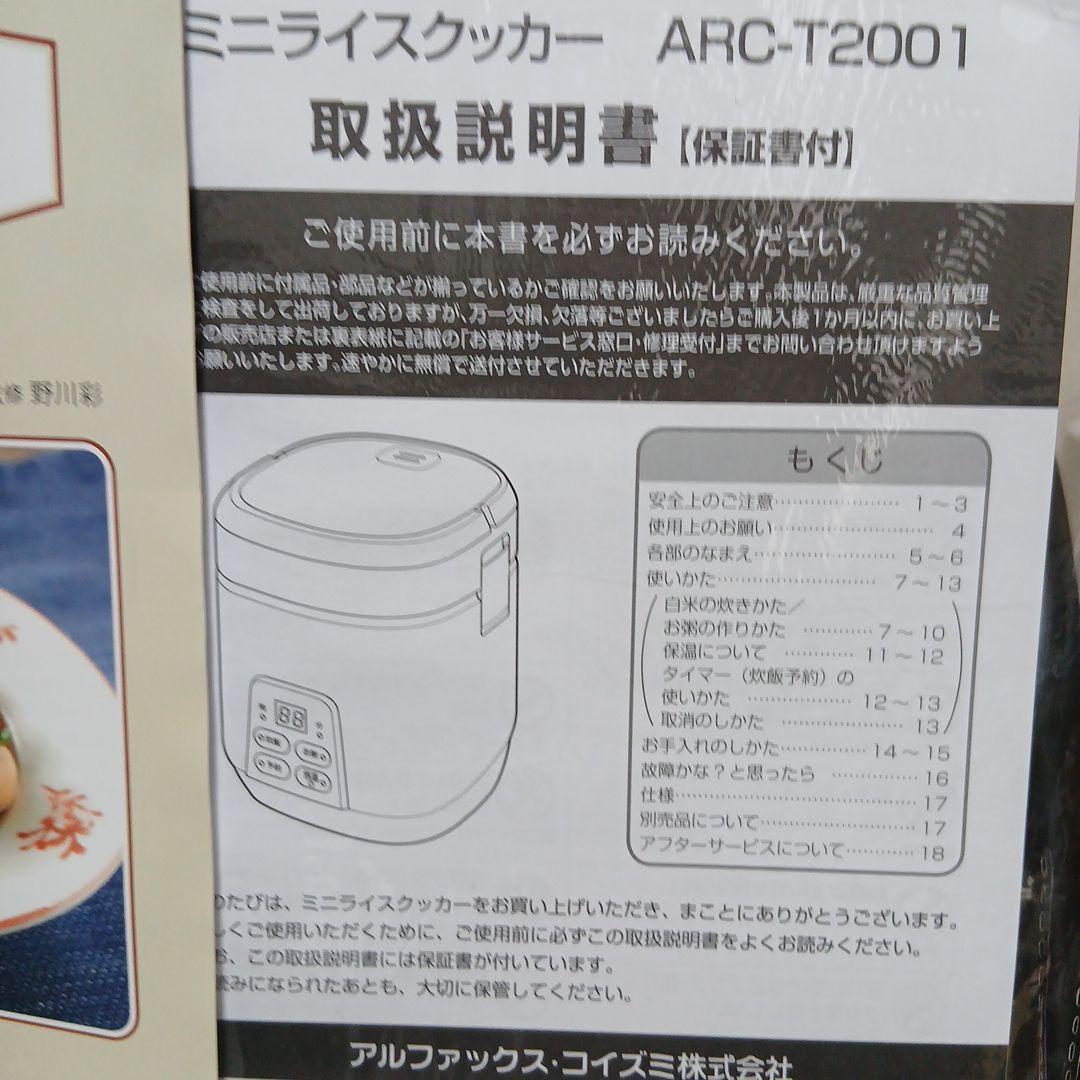 ミニライスクッカー ARC-T2001
取扱説明書【保証書付】
ご使用前に本書を必ずお読みください。
使用前に付属品・部品などが揃っているかご確認をお願いいたします。本製品は、厳重な品質管理
検査をして出荷しておりますが、万一欠損、欠落等ございましたらご購入後1か月以内に、お買い上
の販売店または裏表紙に記載の「お客様サービス窓口・修理受付」までお問い合わせ頂けますよう
願いいたします。速やかに無償で送付させていただだきます。
修 野川彩
もくじ
安全上のご注意 1～3
使用上のお願い 4
各部のなまえ 5～6
使いかた 7～13
白米の炊きかた／
お粥の作りかた 7～10
保温について 11～12
タイマー（炊飯予約）の
使いかた 12～13
取消のしかた 13
お手入れのしかた 14～15
故障かな？と思ったら 16
仕様 17
別売品について 17
アフターサービスについて 18
88
のたびは、ミニライスクッカーをお買い上げいただき、まことにありがとうございます。
しくご使用いただくために、ご使用前に必ずこの取扱説明書をよくお読みください。
お、この取扱説明書には保証書が付いています。
読みになられたあとも、大切に保管してください。
アルファックス・コイズミ株式会社